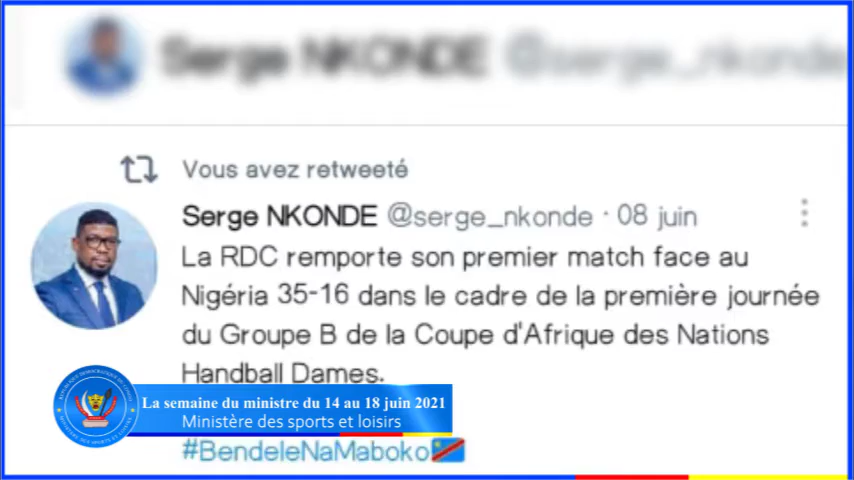 Serge NKONDE @serge_nkonde
Vous avez retweeté
Serge NKONDE @serge_nkonde · 08 juin
La RDC remporte son premier match face au
Nigéria 35-16 dans le cadre de la première journée
du Groupe B de la Coupe d'Afrique des Nations
Handball Dames.
La semaine du ministre du 14 au 18 juin 2021
Ministère des sports et loisirs
#BendeleNaMaboko